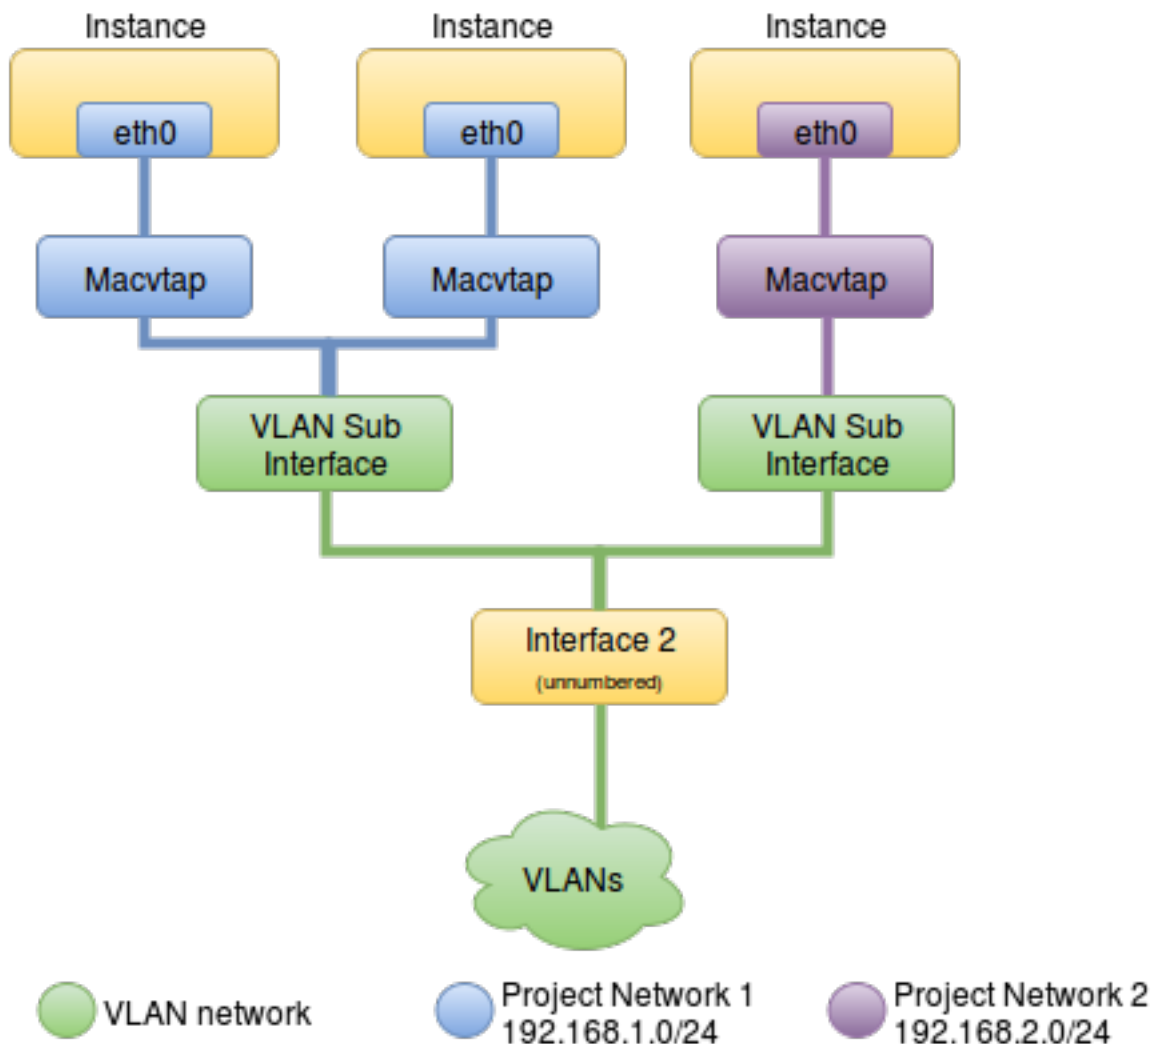 Instance
Instance
Instance
eth0
eth0
eth0
Macvtap
Macvtap
Macvtap
VLAN Sub
Interface
VLAN Sub
Interface
Interface 2
(unnumbered)
VLANs
VLAN network
Project Network 1
192.168.1.0/24
Project Network 2
192.168.2.0/24